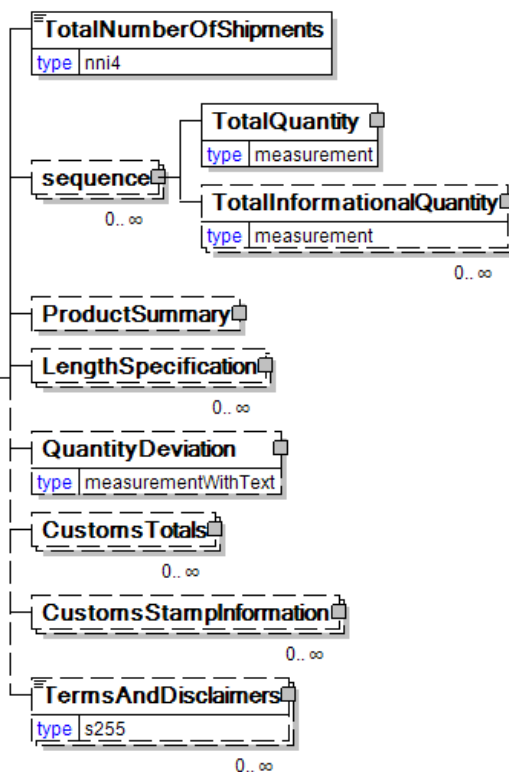 TotalNumberOfShipments
type nni4
TotalQuantity
type measurement
sequence
0.. ∞
TotalInformationalQuantity
type measurement
0.. ∞
ProductSummary
LengthSpecification
0.. ∞
QuantityDeviation
type measurementWithText
CustomsTotals
0.. ∞
CustomsStampInformation
0.. ∞
TermsAndDisclaimers
type s255
0.. ∞